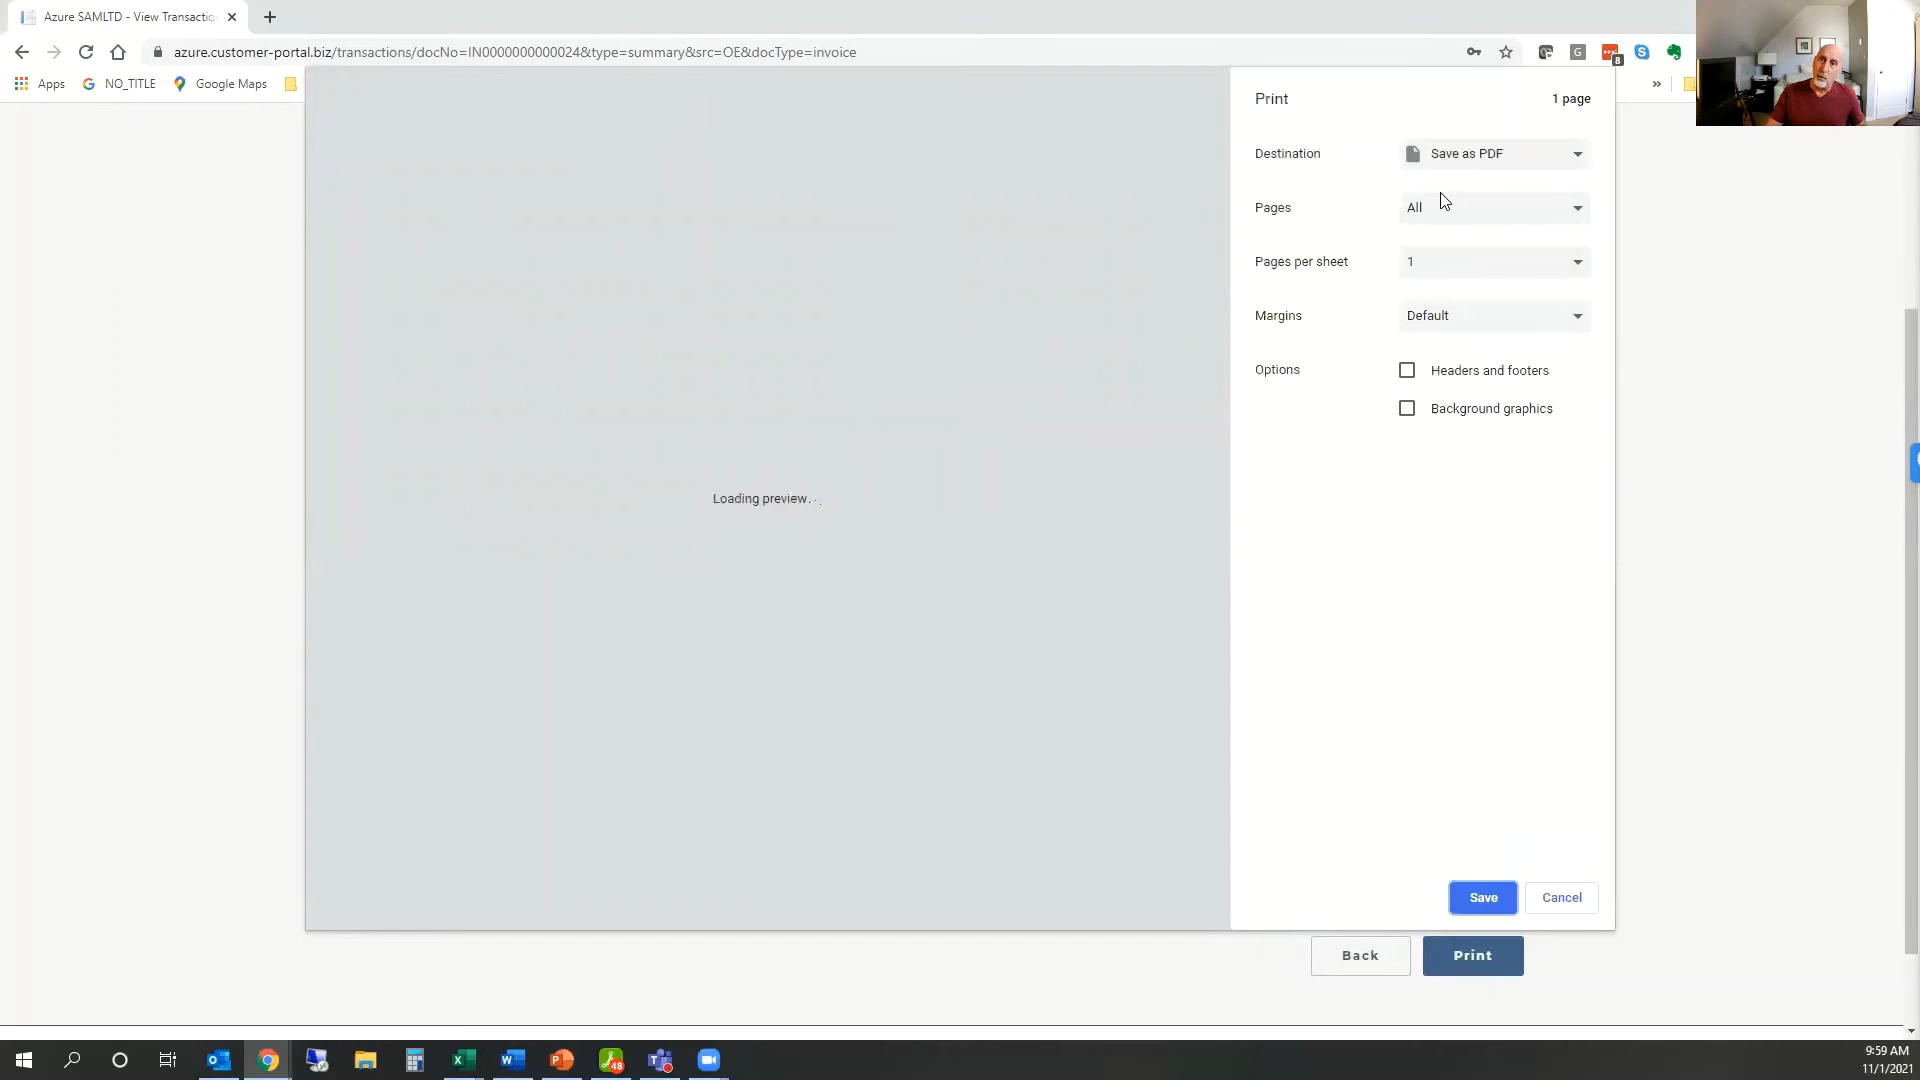 Azure SAMLTD - View Transactio
azure.customer-portal.biz/transactions/docNo=IN0000000000024&type=summary&src=OE&docType=invoice
8
Apps
NO_TITLE
Google Maps
»
Print
1 page
Destination
Save as PDF
Pages
All
Pages per sheet
1
Margins
Default
Options
Headers and footers
Background graphics
Loading preview...
Save
Cancel
Back
Print
48
9:59 AM
11/1/2021